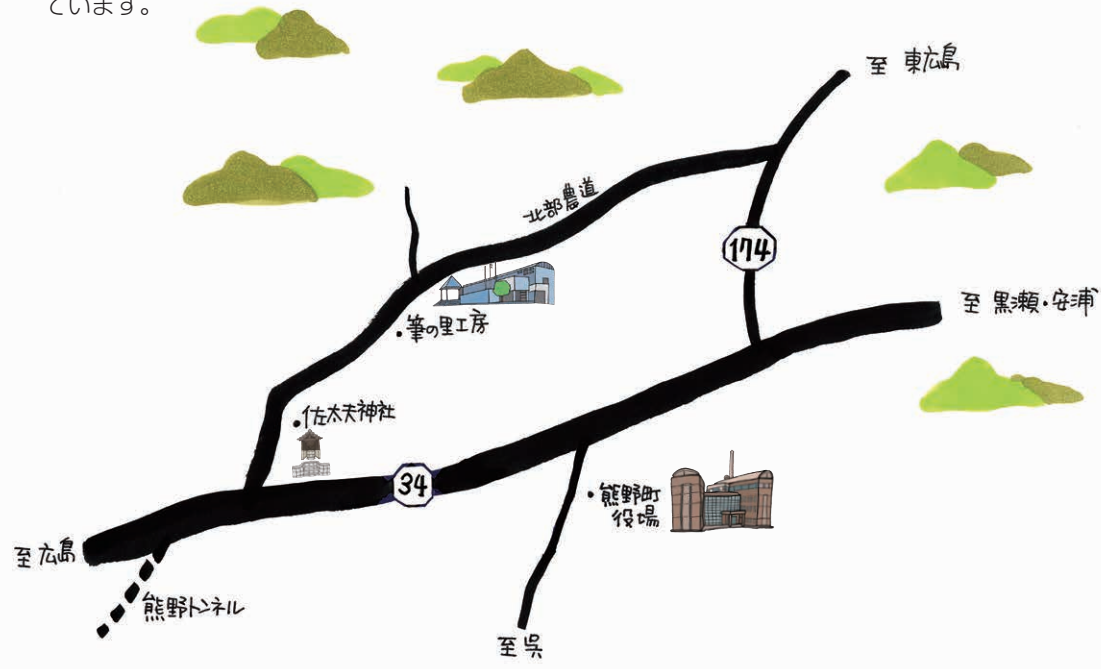 ています。
至 東広島
北部農道
174
至 黒瀬・安浦
筆の里工房
佐太夫神社
34
熊野町
役場
至 広島
熊野トンネル
至 呉